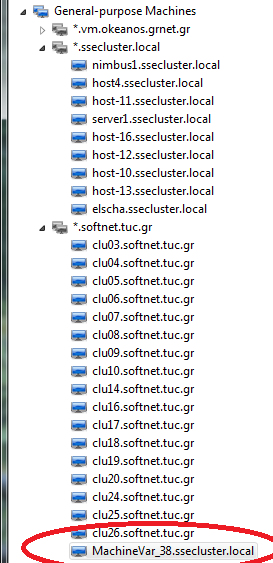 General-purpose Machines
*.vm.okeanos.grnet.gr
*.ssecluster.local
nimbus1.ssecluster.local
host4.ssecluster.local
host-11.ssecluster.local
server1.ssecluster.local
host-16.ssecluster.local
host-12.ssecluster.local
host-10.ssecluster.local
host-13.ssecluster.local
elscha.ssecluster.local
*.softnet.tuc.gr
clu03.softnet.tuc.gr
clu04.softnet.tuc.gr
clu05.softnet.tuc.gr
clu06.softnet.tuc.gr
clu07.softnet.tuc.gr
clu08.softnet.tuc.gr
clu09.softnet.tuc.gr
clu10.softnet.tuc.gr
clu14.softnet.tuc.gr
clu16.softnet.tuc.gr
clu17.softnet.tuc.gr
clu18.softnet.tuc.gr
clu19.softnet.tuc.gr
clu20.softnet.tuc.gr
clu24.softnet.tuc.gr
clu25.softnet.tuc.gr
clu26.softnet.tuc.gr
MachineVar_38.ssecluster.local